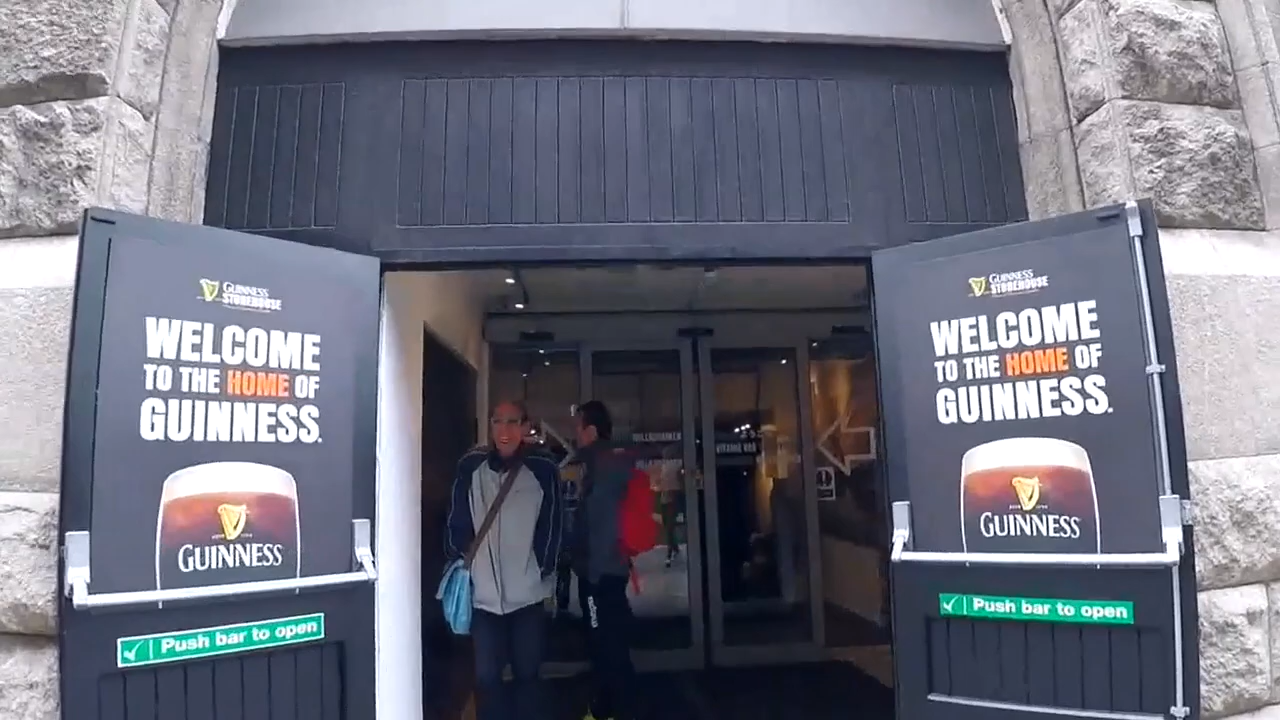 GUINNESS
STOREHOUSE
WELCOME
TO THE HOME OF
GUINNESS.
GUINNESS
Push bar to open
GUINNESS
STOREHOUSE
WELCOME
TO THE HOME OF
GUINNESS.
GUINNESS
Push bar to open